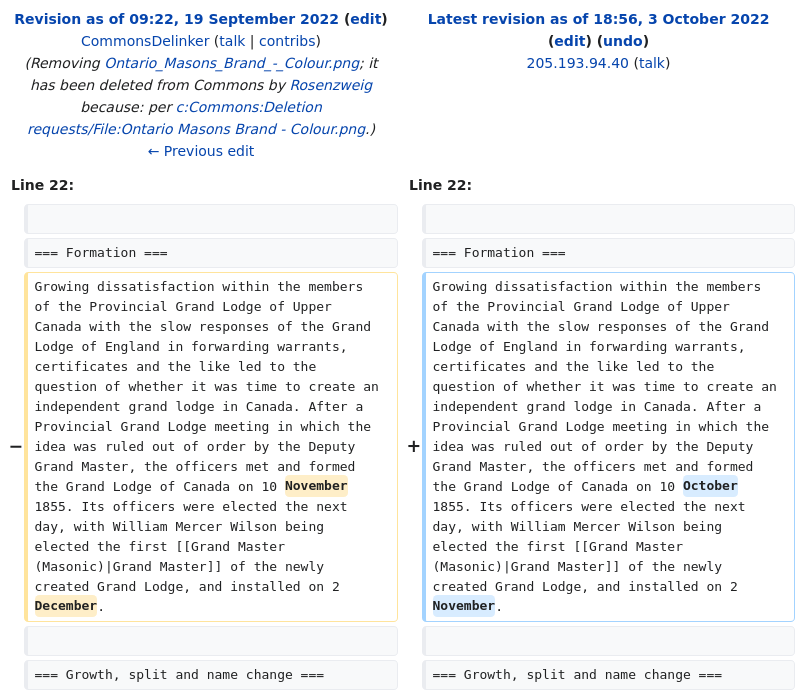 Revision as of 09:22, 19 September 2022 (edit)
CommonsDelinker (talk | contribs)
(Removing Ontario_Masons_Brand_-_Colour.png; it
has been deleted from Commons by Rosenzweig
because: per c:Commons:Deletion
requests/File:Ontario Masons Brand - Colour.png.)
← Previous edit
Latest revision as of 18:56, 3 October 2022
(edit) (undo)
205.193.94.40 (talk)
Line 22:
=== Formation ===
−
Growing dissatisfaction within the members
of the Provincial Grand Lodge of Upper
Canada with the slow responses of the Grand
Lodge of England in forwarding warrants,
certificates and the like led to the
question of whether it was time to create an
independent grand lodge in Canada. After a
Provincial Grand Lodge meeting in which the
idea was ruled out of order by the Deputy
Grand Master, the officers met and formed
the Grand Lodge of Canada on 10 November
1855. Its officers were elected the next
day, with William Mercer Wilson being
elected the first [[Grand Master
(Masonic)|Grand Master]] of the newly
created Grand Lodge, and installed on 2
December.
=== Growth, split and name change ===
Line 22:
=== Formation ===
+
Growing dissatisfaction within the members
of the Provincial Grand Lodge of Upper
Canada with the slow responses of the Grand
Lodge of England in forwarding warrants,
certificates and the like led to the
question of whether it was time to create an
independent grand lodge in Canada. After a
Provincial Grand Lodge meeting in which the
idea was ruled out of order by the Deputy
Grand Master, the officers met and formed
the Grand Lodge of Canada on 10 October
1855. Its officers were elected the next
day, with William Mercer Wilson being
elected the first [[Grand Master
(Masonic)|Grand Master]] of the newly
created Grand Lodge, and installed on 2
November.
=== Growth, split and name change ===